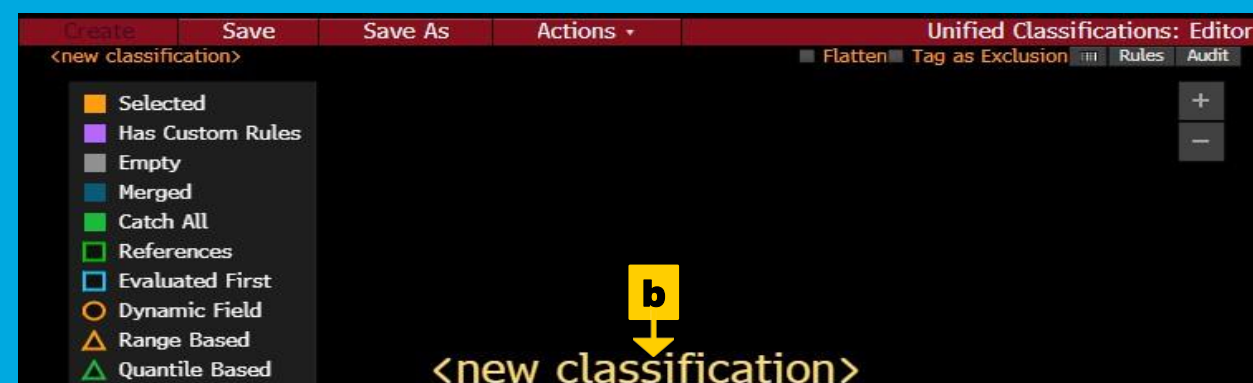 Create Save Save As Actions Unified Classifications: Editor
<new classification> Flatten Tag as Exclusion Rules Audit
Selected +
Has Custom Rules
Empty −
Merged
Catch All
References
Evaluated First
b
Dynamic Field
Range Based
Quantile Based
<new classification>